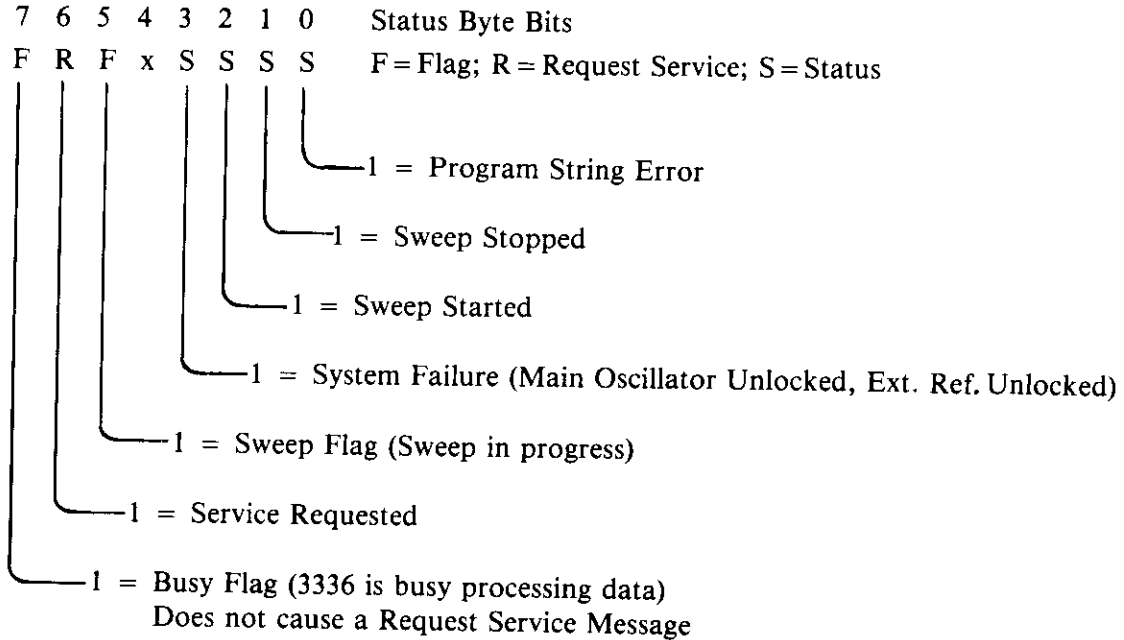 7 6 5 4 3 2 1 0 Status Byte Bits
F R F x S S S S F = Flag; R = Request Service; S = Status
1 = Program String Error
1 = Sweep Stopped
1 = Sweep Started
1 = System Failure (Main Oscillator Unlocked, Ext. Ref. Unlocked)
1 = Sweep Flag (Sweep in progress)
1 = Service Requested
1 = Busy Flag (3336 is busy processing data)
Does not cause a Request Service Message